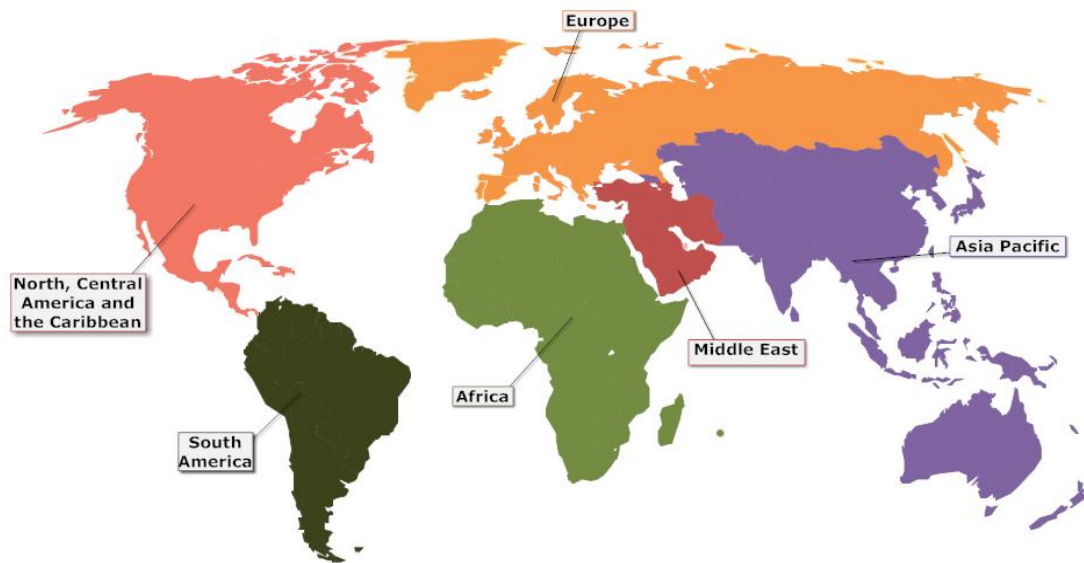 Europe
North, Central
America and
the Caribbean
Asia Pacific
Middle East
Africa
South
America